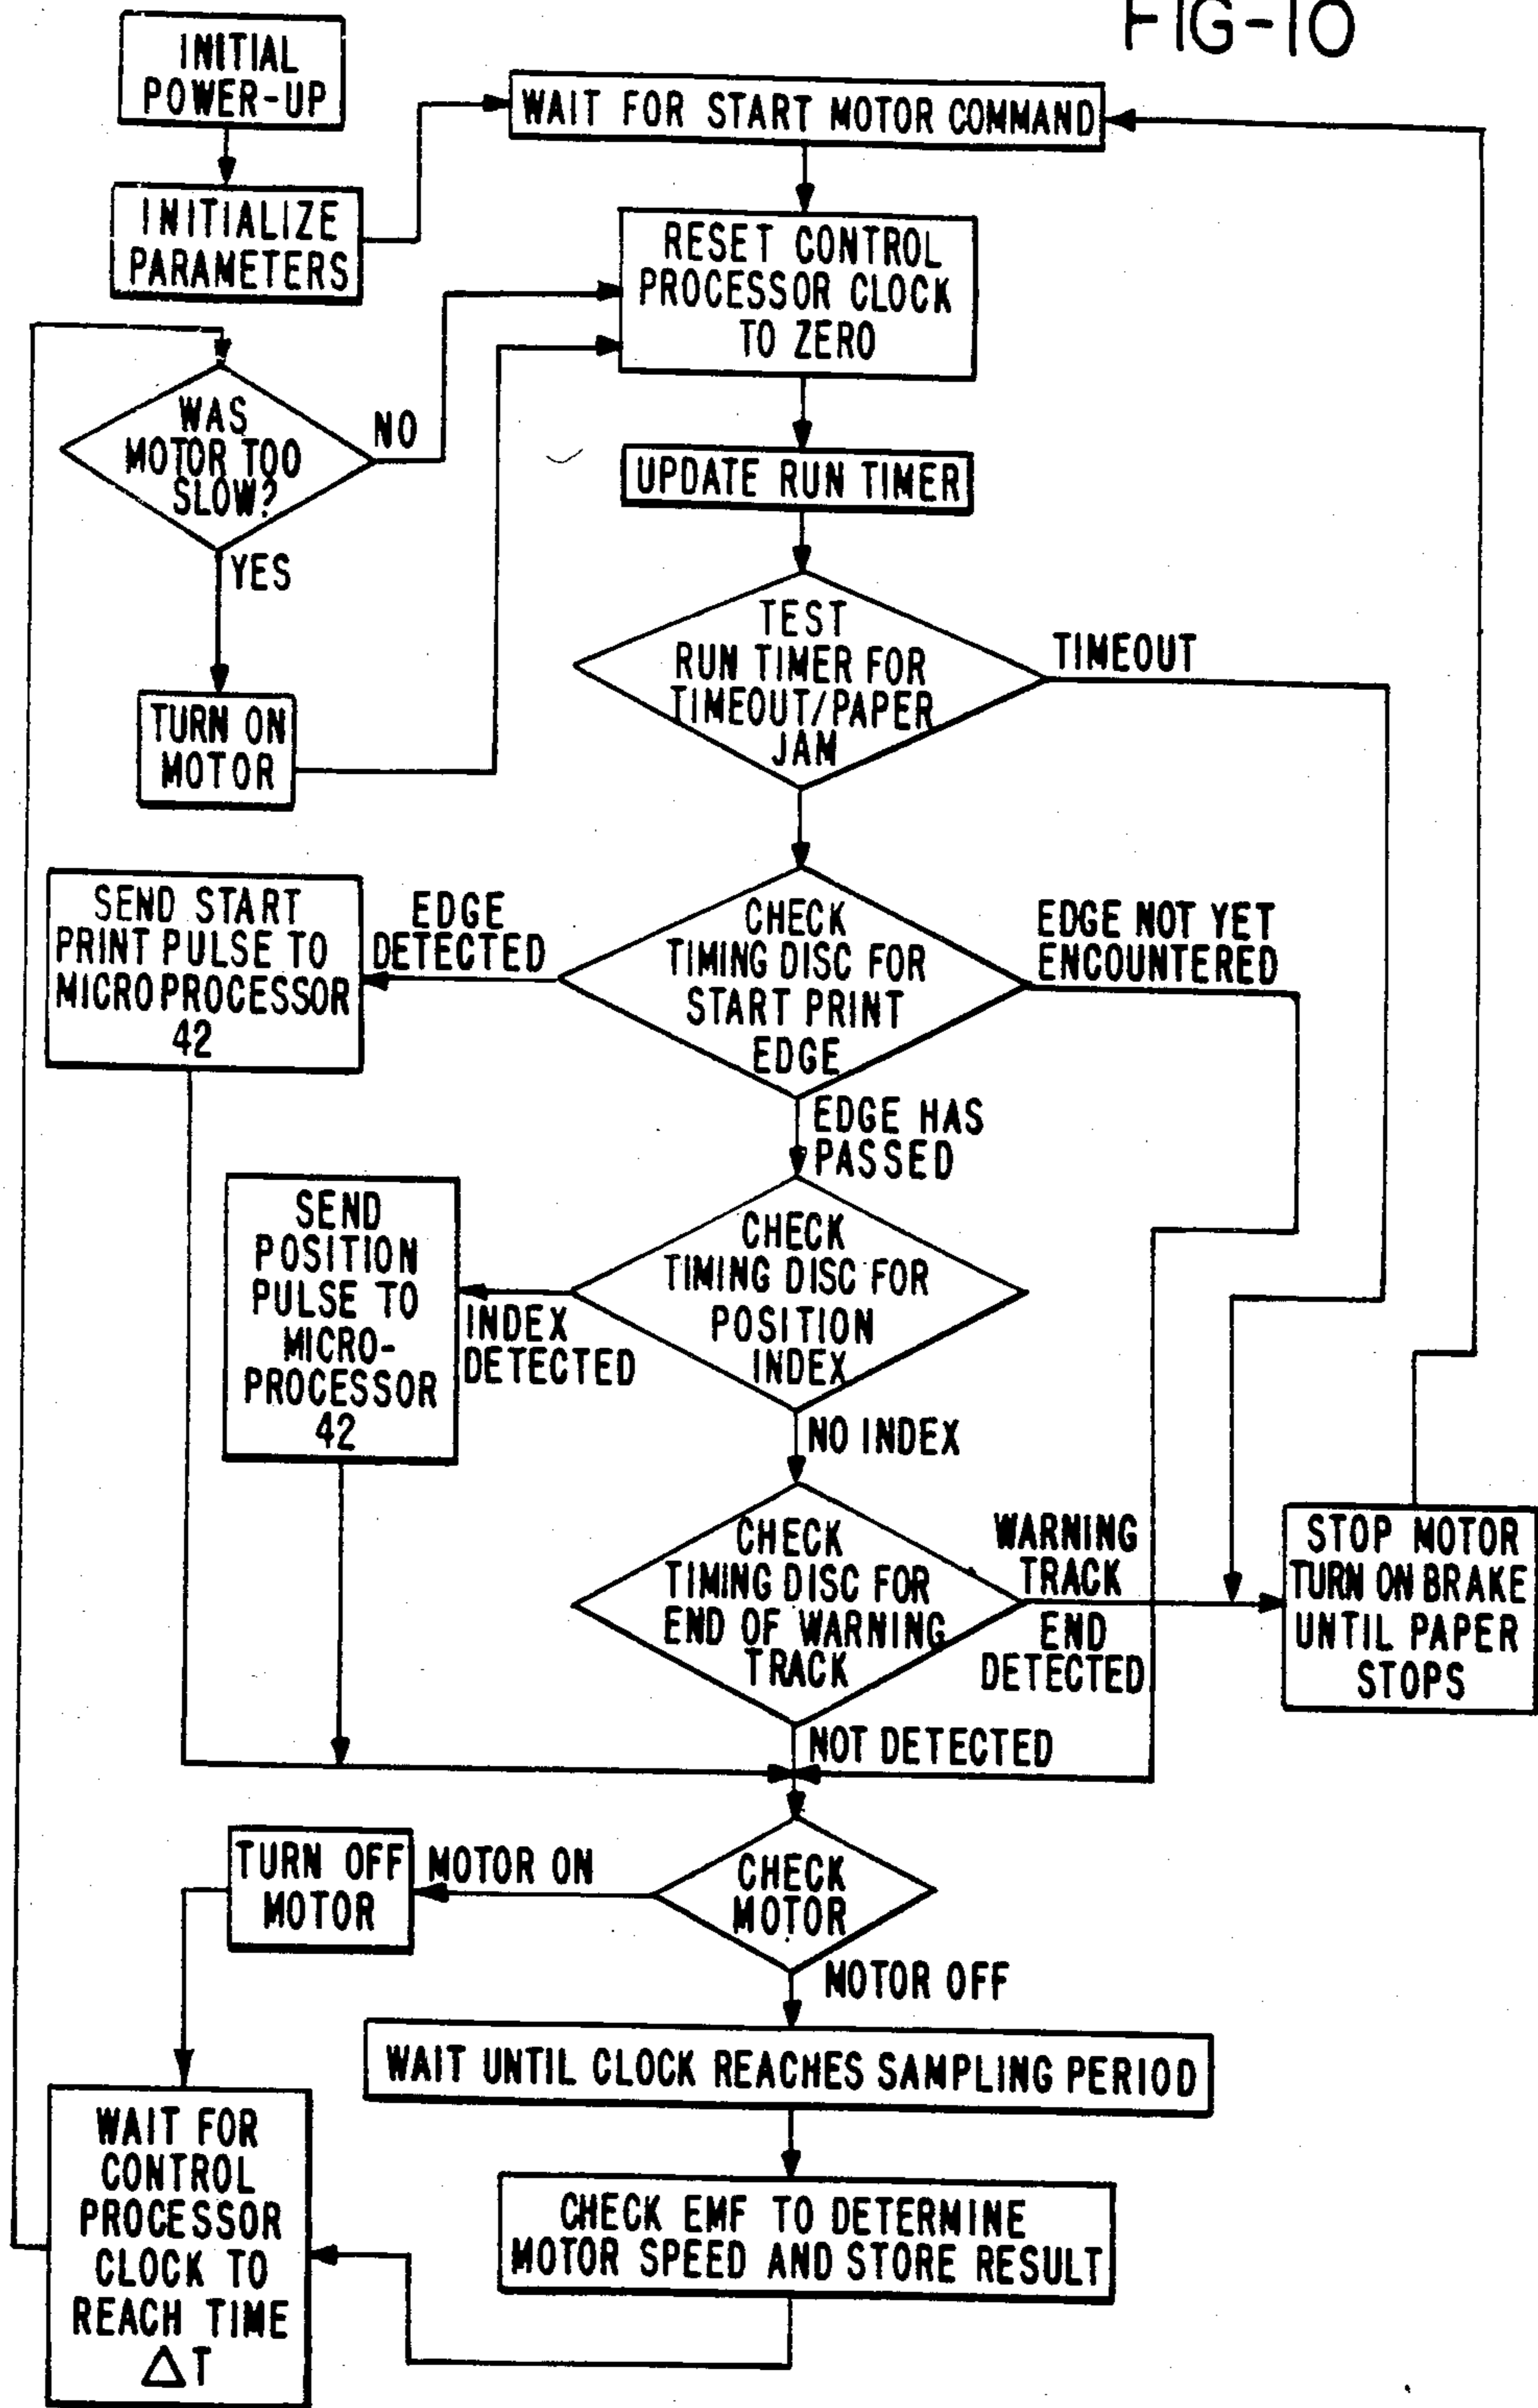 FIG-10
INITIAL
POWER-UP
WAIT FOR START MOTOR COMMAND
INITIALIZE
PARAMETERS
RESET CONTROL
PROCESSOR CLOCK
TO ZERO
WAS
MOTOR TOO
SLOW?
NO
YES
UPDATE RUN TIMER
TURN ON
MOTOR
TEST
RUN TIMER FOR
TIMEOUT/PAPER
JAM
TIMEOUT
SEND START
PRINT PULSE TO
MICROPROCESSOR
42
EDGE
DETECTED
CHECK
TIMING DISC FOR
START PRINT
EDGE
EDGE NOT YET
ENCOUNTERED
EDGE HAS
PASSED
SEND
POSITION
PULSE TO
MICRO-
PROCESSOR
42
INDEX
DETECTED
CHECK
TIMING DISC FOR
POSITION
INDEX
NO INDEX
CHECK
TIMING DISC FOR
END OF WARNING
TRACK
WARNING
TRACK
END
DETECTED
STOP MOTOR
TURN ON BRAKE
UNTIL PAPER
STOPS
NOT DETECTED
TURN OFF
MOTOR
MOTOR ON
CHECK
MOTOR
MOTOR OFF
WAIT UNTIL CLOCK REACHES SAMPLING PERIOD
WAIT FOR
CONTROL
PROCESSOR
CLOCK TO
REACH TIME
△T
CHECK EMF TO DETERMINE
MOTOR SPEED AND STORE RESULT